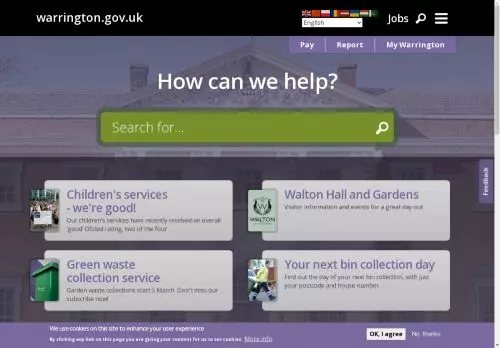 warrington.gov.uk
English
Jobs
Pay
Report
My Warrington
How can we help?
Search for...
Feedback
Children's services
- we're good!
Our children's services have recently received an overall
'good' Ofsted rating, two of the four
Walton Hall and Gardens
Visitor information and events for a great day out
WALTON
Green waste
collection service
Garden waste collections start 5 March. Don't miss our
subscribe now!
Your next bin collection day
Find out the day of your next bin collection, with just
your postcode and house number.
We use cookies on this site to enhance your user experience
By clicking any link on this page you are giving your consent for us to set cookies.
More info
OK, I agree
No, thanks